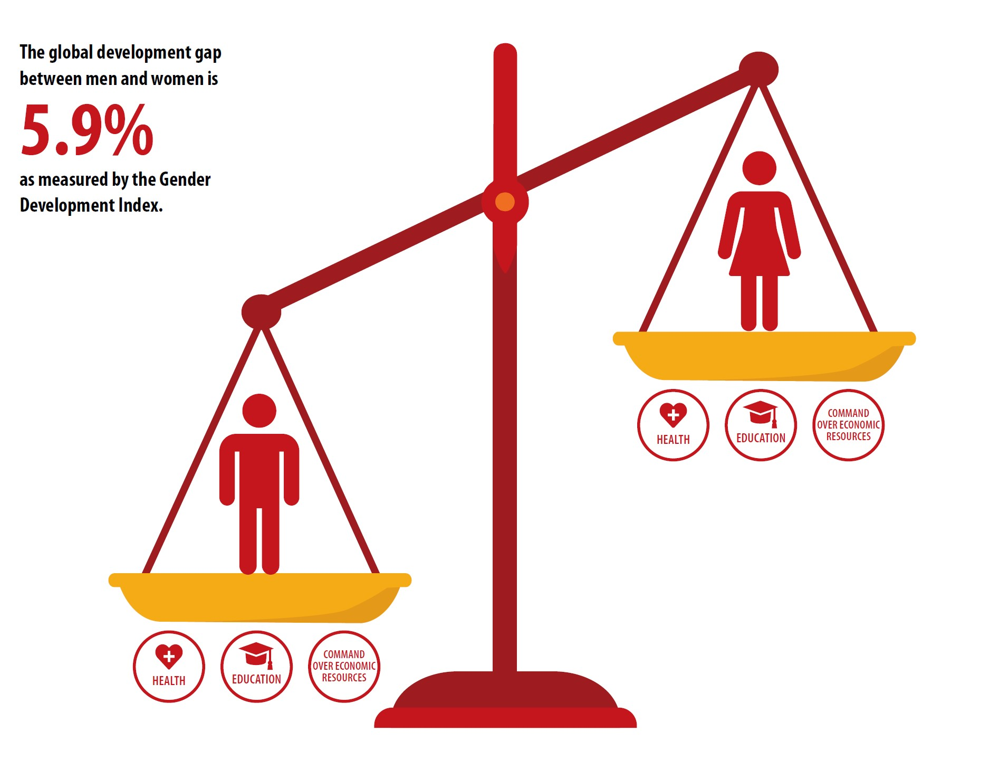 The global development gap
between men and women is
5.9%
as measured by the Gender
Development Index.
HEALTH
EDUCATION
COMMAND
OVER ECONOMIC
RESOURCES
HEALTH
EDUCATION
COMMAND
OVER ECONOMIC
RESOURCES